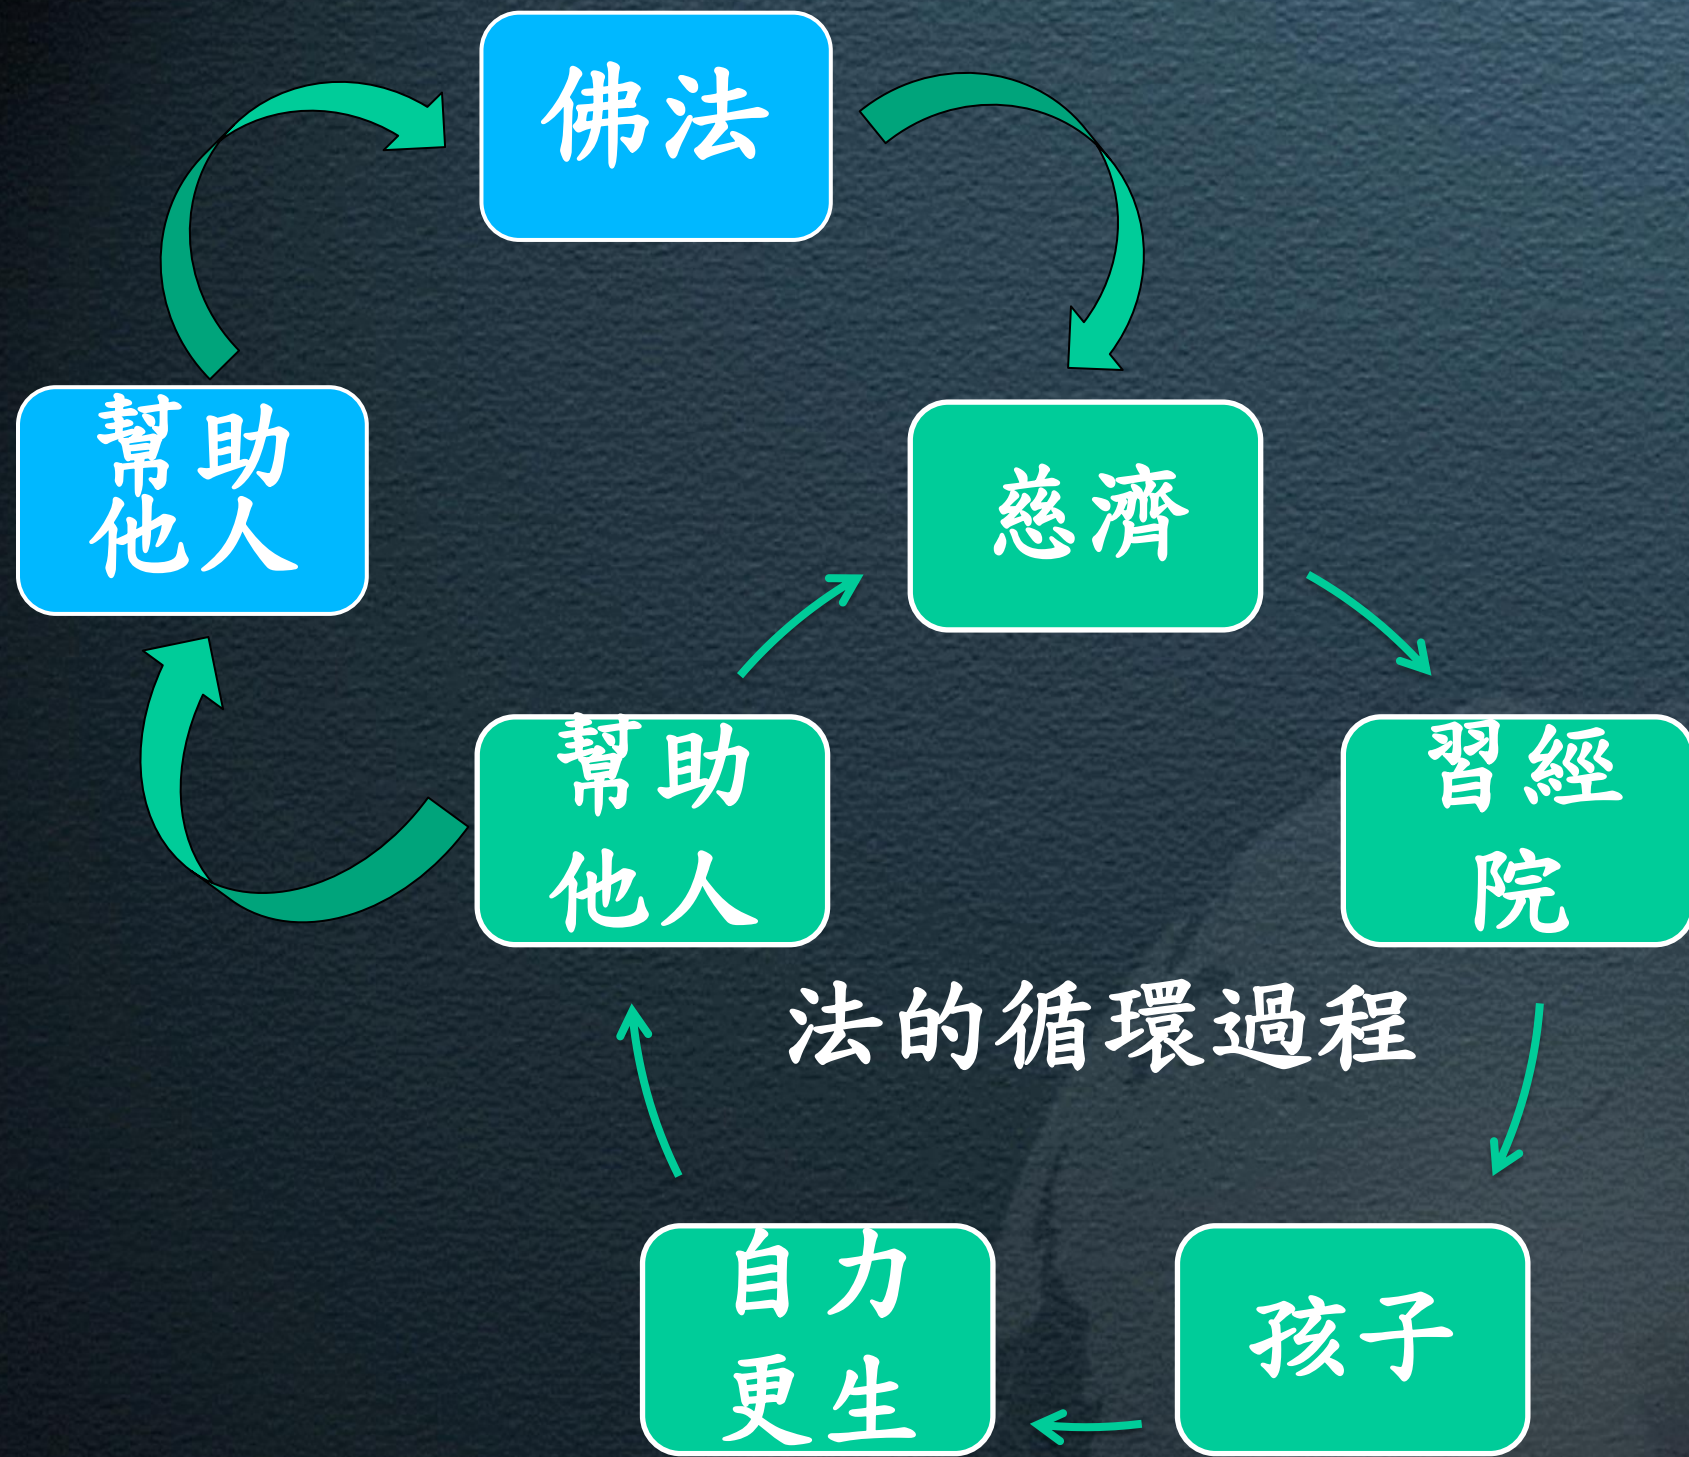 佛法
幫助
他人
慈濟
幫助
他人
習經
院
法的循環過程
自力
更生
孩子